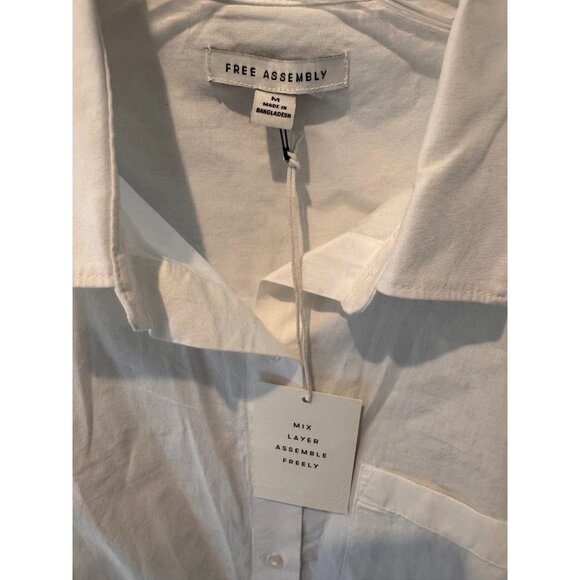 FREE ASSEMBLY
M
MADE IN
BANGLADESH
MIX
LAYER
ASSEMBLE
FREELY